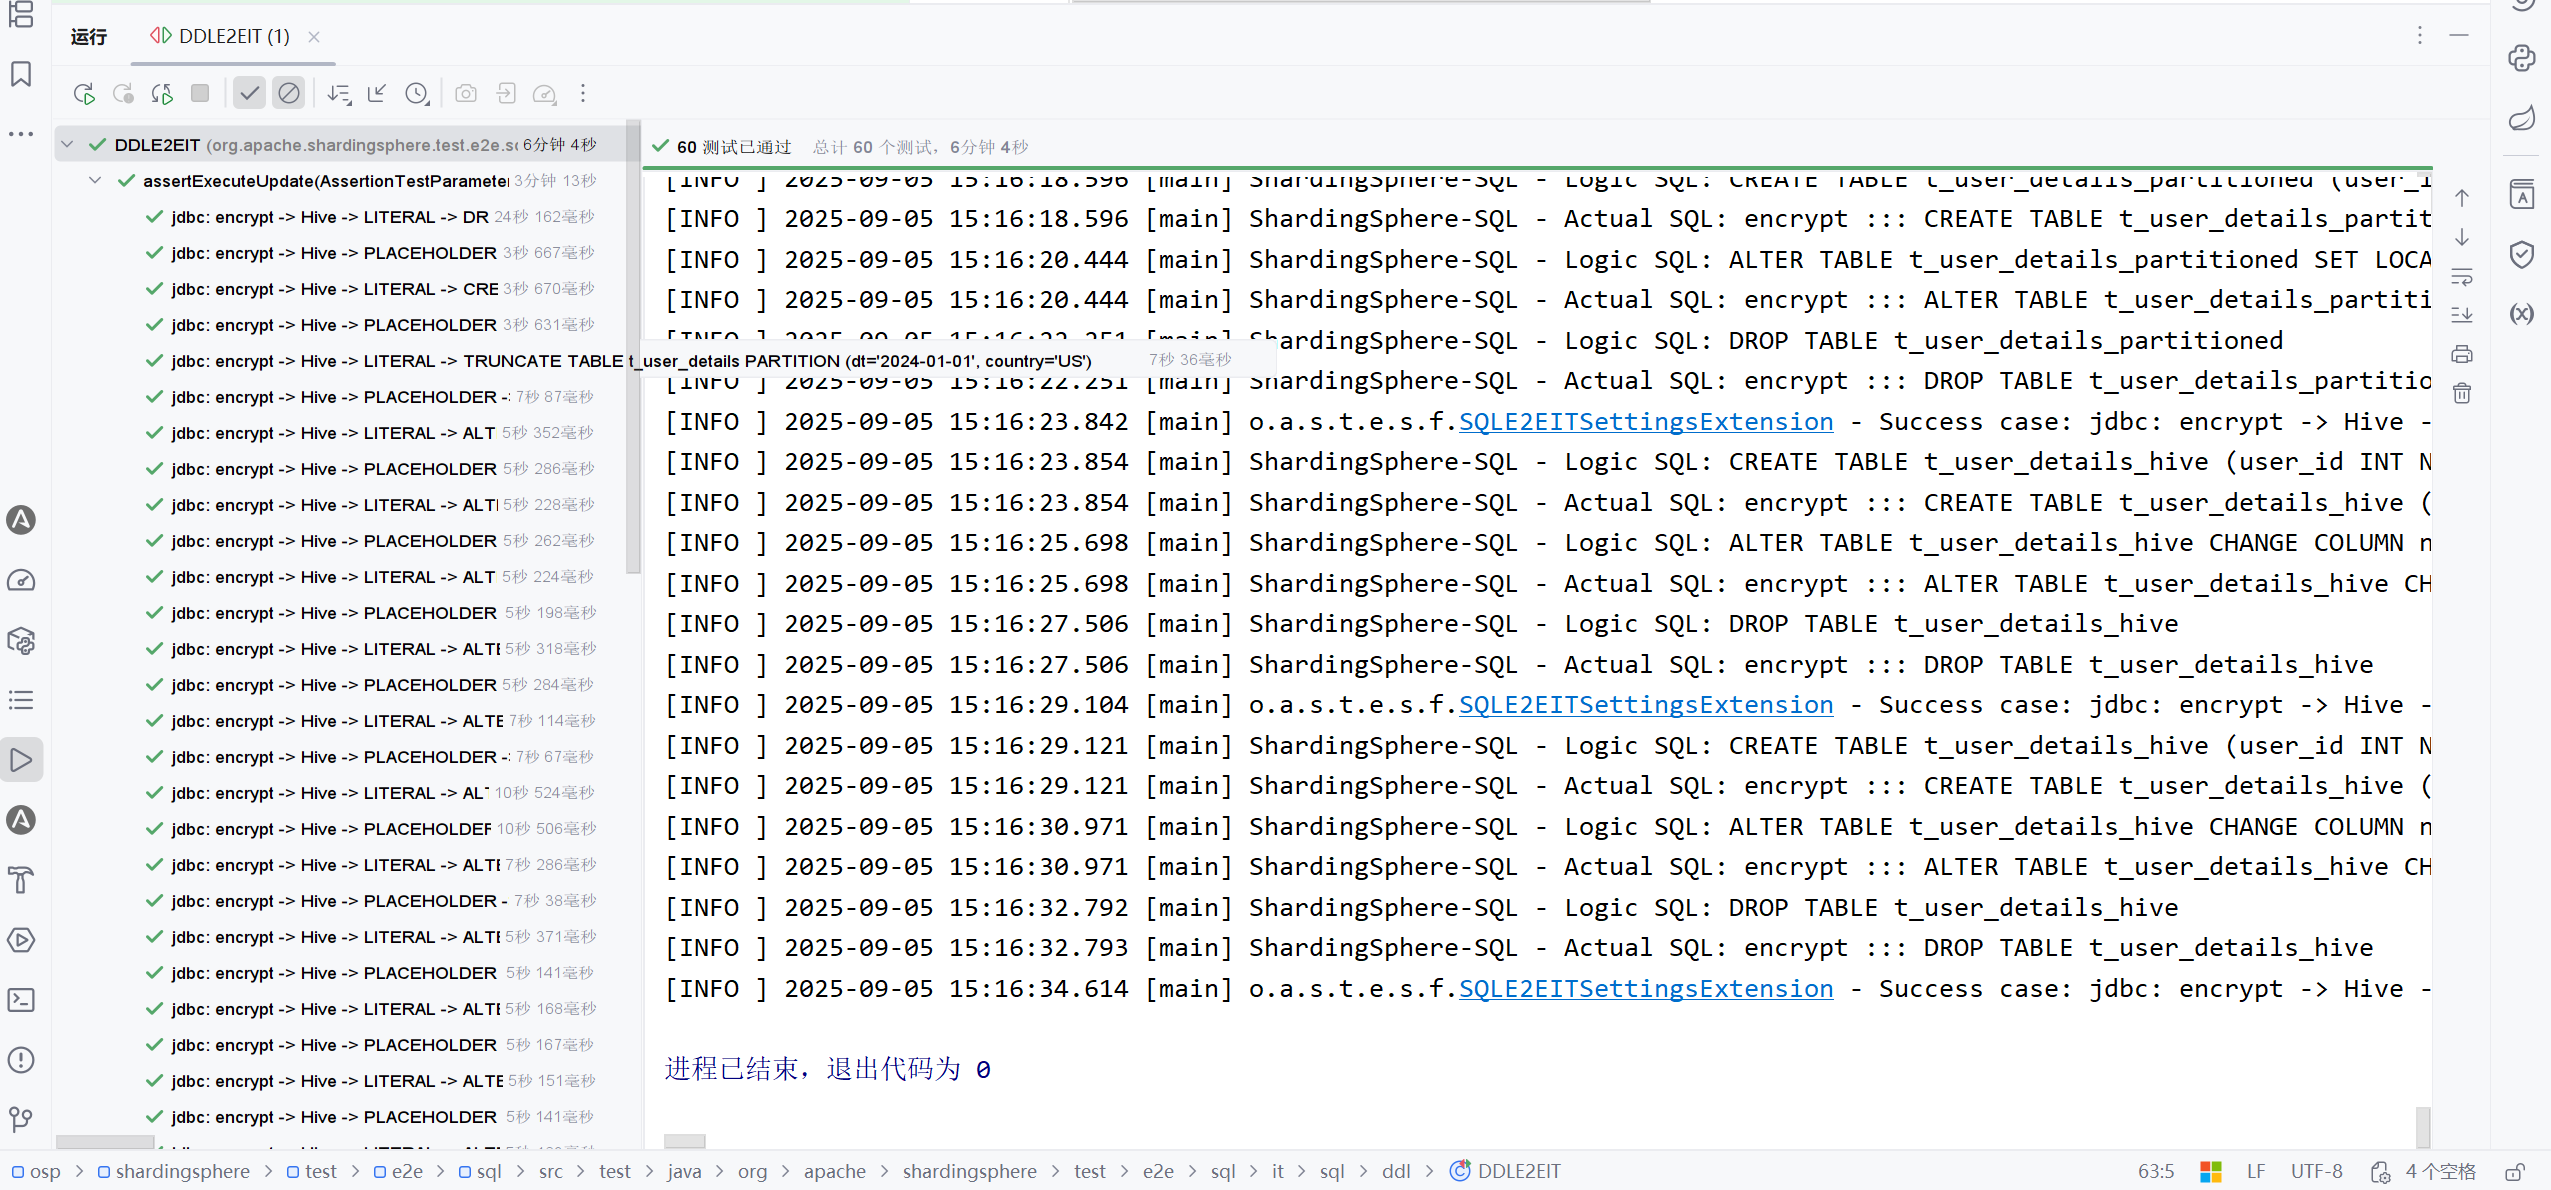 运行 DDLE2EIT (1)
DDLE2EIT (org.apache.shardingsphere.test.e2e.sc 6分钟 4秒
assertExecuteUpdate(AssertionTestParamete 3分钟 13秒
jdbc: encrypt -> Hive -> LITERAL -> DR 24秒 162毫秒
jdbc: encrypt -> Hive -> PLACEHOLDER 3秒 667毫秒
jdbc: encrypt -> Hive -> LITERAL -> CRE 3秒 670毫秒
jdbc: encrypt -> Hive -> PLACEHOLDER 3秒 631毫秒
jdbc: encrypt -> Hive -> LITERAL -> TRUNCATE TABLE t_user_details PARTITION (dt='2024-01-01', country='US') 7秒 36毫秒
jdbc: encrypt -> Hive -> PLACEHOLDER -> 7秒 87毫秒
jdbc: encrypt -> Hive -> LITERAL -> ALT 5秒 352毫秒
jdbc: encrypt -> Hive -> PLACEHOLDER 5秒 286毫秒
jdbc: encrypt -> Hive -> LITERAL -> ALT 5秒 228毫秒
jdbc: encrypt -> Hive -> PLACEHOLDER 5秒 262毫秒
jdbc: encrypt -> Hive -> LITERAL -> ALT 5秒 224毫秒
jdbc: encrypt -> Hive -> PLACEHOLDER 5秒 198毫秒
jdbc: encrypt -> Hive -> LITERAL -> ALTE 5秒 318毫秒
jdbc: encrypt -> Hive -> PLACEHOLDER 5秒 284毫秒
jdbc: encrypt -> Hive -> LITERAL -> ALTE 7秒 114毫秒
jdbc: encrypt -> Hive -> PLACEHOLDER -> 7秒 67毫秒
jdbc: encrypt -> Hive -> LITERAL -> ALT 10秒 524毫秒
jdbc: encrypt -> Hive -> PLACEHOLDER 10秒 506毫秒
jdbc: encrypt -> Hive -> LITERAL -> ALTE 7秒 286毫秒
jdbc: encrypt -> Hive -> PLACEHOLDER - 7秒 38毫秒
jdbc: encrypt -> Hive -> LITERAL -> ALTE 5秒 371毫秒
jdbc: encrypt -> Hive -> PLACEHOLDER 5秒 141毫秒
jdbc: encrypt -> Hive -> LITERAL -> ALTE 5秒 168毫秒
jdbc: encrypt -> Hive -> PLACEHOLDER 5秒 167毫秒
jdbc: encrypt -> Hive -> LITERAL -> ALTE 5秒 151毫秒
jdbc: encrypt -> Hive -> PLACEHOLDER 5秒 141毫秒
60 测试已通过 总计 60 个测试, 6分钟 4秒
[INFO ] 2025-09-05 15:16:18.596 [main] ShardingSphere-SQL - Logic SQL: CREATE TABLE t_user_details_partitioned (user_i
[INFO ] 2025-09-05 15:16:18.596 [main] ShardingSphere-SQL - Actual SQL: encrypt ::: CREATE TABLE t_user_details_partit
[INFO ] 2025-09-05 15:16:20.444 [main] ShardingSphere-SQL - Logic SQL: ALTER TABLE t_user_details_partitioned SET LOCA
[INFO ] 2025-09-05 15:16:20.444 [main] ShardingSphere-SQL - Actual SQL: encrypt ::: ALTER TABLE t_user_details_partiti
[INFO ] 2025-09-05 15:16:22.251 [main] ShardingSphere-SQL - Logic SQL: DROP TABLE t_user_details_partitioned
[INFO ] 2025-09-05 15:16:22.251 [main] ShardingSphere-SQL - Actual SQL: encrypt ::: DROP TABLE t_user_details_partitio
[INFO ] 2025-09-05 15:16:23.842 [main] o.a.s.t.e.s.f.SQLE2EITSettingsExtension - Success case: jdbc: encrypt -> Hive -
[INFO ] 2025-09-05 15:16:23.854 [main] ShardingSphere-SQL - Logic SQL: CREATE TABLE t_user_details_hive (user_id INT N
[INFO ] 2025-09-05 15:16:23.854 [main] ShardingSphere-SQL - Actual SQL: encrypt ::: CREATE TABLE t_user_details_hive (
[INFO ] 2025-09-05 15:16:25.698 [main] ShardingSphere-SQL - Logic SQL: ALTER TABLE t_user_details_hive CHANGE COLUMN n
[INFO ] 2025-09-05 15:16:25.698 [main] ShardingSphere-SQL - Actual SQL: encrypt ::: ALTER TABLE t_user_details_hive CH
[INFO ] 2025-09-05 15:16:27.506 [main] ShardingSphere-SQL - Logic SQL: DROP TABLE t_user_details_hive
[INFO ] 2025-09-05 15:16:27.506 [main] ShardingSphere-SQL - Actual SQL: encrypt ::: DROP TABLE t_user_details_hive
[INFO ] 2025-09-05 15:16:29.104 [main] o.a.s.t.e.s.f.SQLE2EITSettingsExtension - Success case: jdbc: encrypt -> Hive -
[INFO ] 2025-09-05 15:16:29.121 [main] ShardingSphere-SQL - Logic SQL: CREATE TABLE t_user_details_hive (user_id INT N
[INFO ] 2025-09-05 15:16:29.121 [main] ShardingSphere-SQL - Actual SQL: encrypt ::: CREATE TABLE t_user_details_hive (
[INFO ] 2025-09-05 15:16:30.971 [main] ShardingSphere-SQL - Logic SQL: ALTER TABLE t_user_details_hive CHANGE COLUMN n
[INFO ] 2025-09-05 15:16:30.971 [main] ShardingSphere-SQL - Actual SQL: encrypt ::: ALTER TABLE t_user_details_hive CH
[INFO ] 2025-09-05 15:16:32.792 [main] ShardingSphere-SQL - Logic SQL: DROP TABLE t_user_details_hive
[INFO ] 2025-09-05 15:16:32.793 [main] ShardingSphere-SQL - Actual SQL: encrypt ::: DROP TABLE t_user_details_hive
[INFO ] 2025-09-05 15:16:34.614 [main] o.a.s.t.e.s.f.SQLE2EITSettingsExtension - Success case: jdbc: encrypt -> Hive -
进程已结束，退出代码为 0
osp > shardingsphere > test > e2e > sql > src > test > java > org > apache > shardingsphere > test > e2e > sql > it > sql > ddl > DDLE2EIT 63:5 LF UTF-8 4 个空格